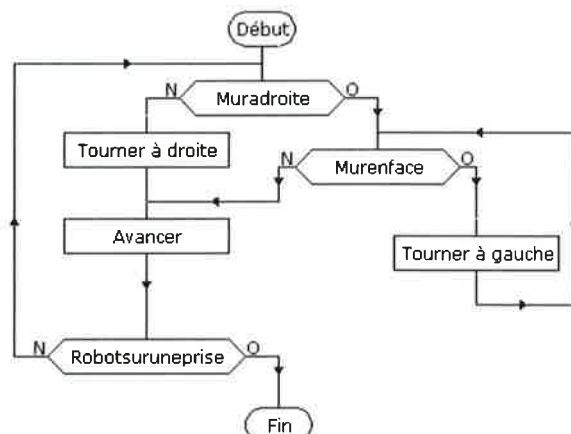 Début
N Muradroite O
Tourner à droite
N Murenface O
Avancer
Tourner à gauche
N Robotsuruneprise O
Fin